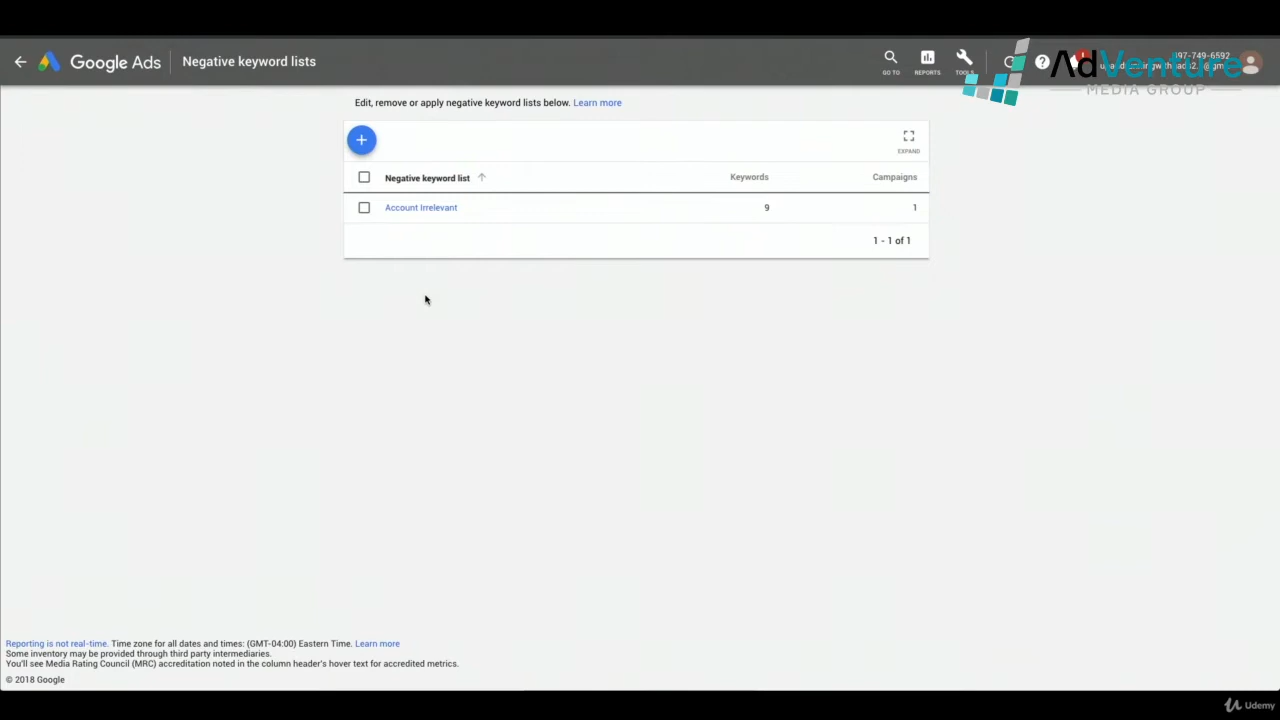 Google Ads
Negative keyword lists
GO TO
REPORTS
TOOLS
AdVenture
MEDIA GROUP
Edit, remove or apply negative keyword lists below. Learn more
EXPAND
Negative keyword list
Keywords
Campaigns
Account Irrelevant
9
1
1 - 1 of 1
Reporting is not real-time. Time zone for all dates and times: (GMT-04:00) Eastern Time. Learn more
Some inventory may be provided through third party intermediaries.
You'll see Media Rating Council (MRC) accreditation noted in the column header's hover text for accredited metrics.
© 2018 Google
Udemy